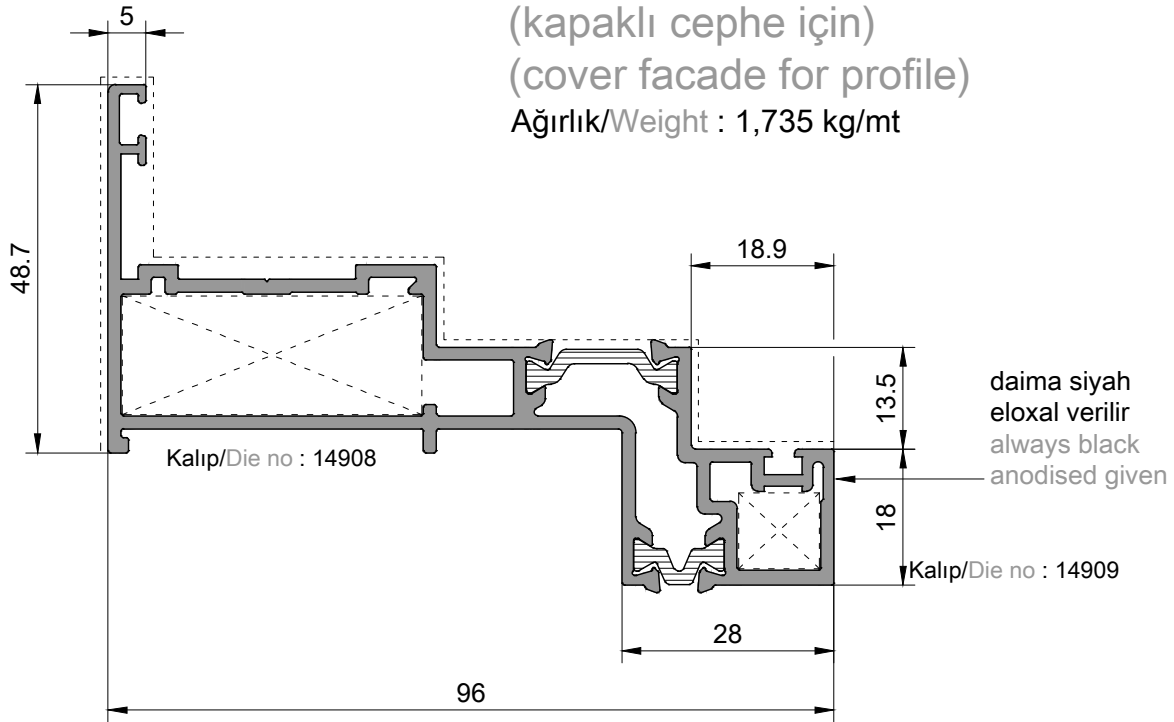 5
(kapaklı cephe için)
(cover facade for profile)
Ağırlık/Weight : 1,735 kg/mt
48.7
18.9
13.5
daima siyah
eloxal verilir
always black
anodised given
Kalıp/Die no : 14908
18
Kalıp/Die no : 14909
28
96